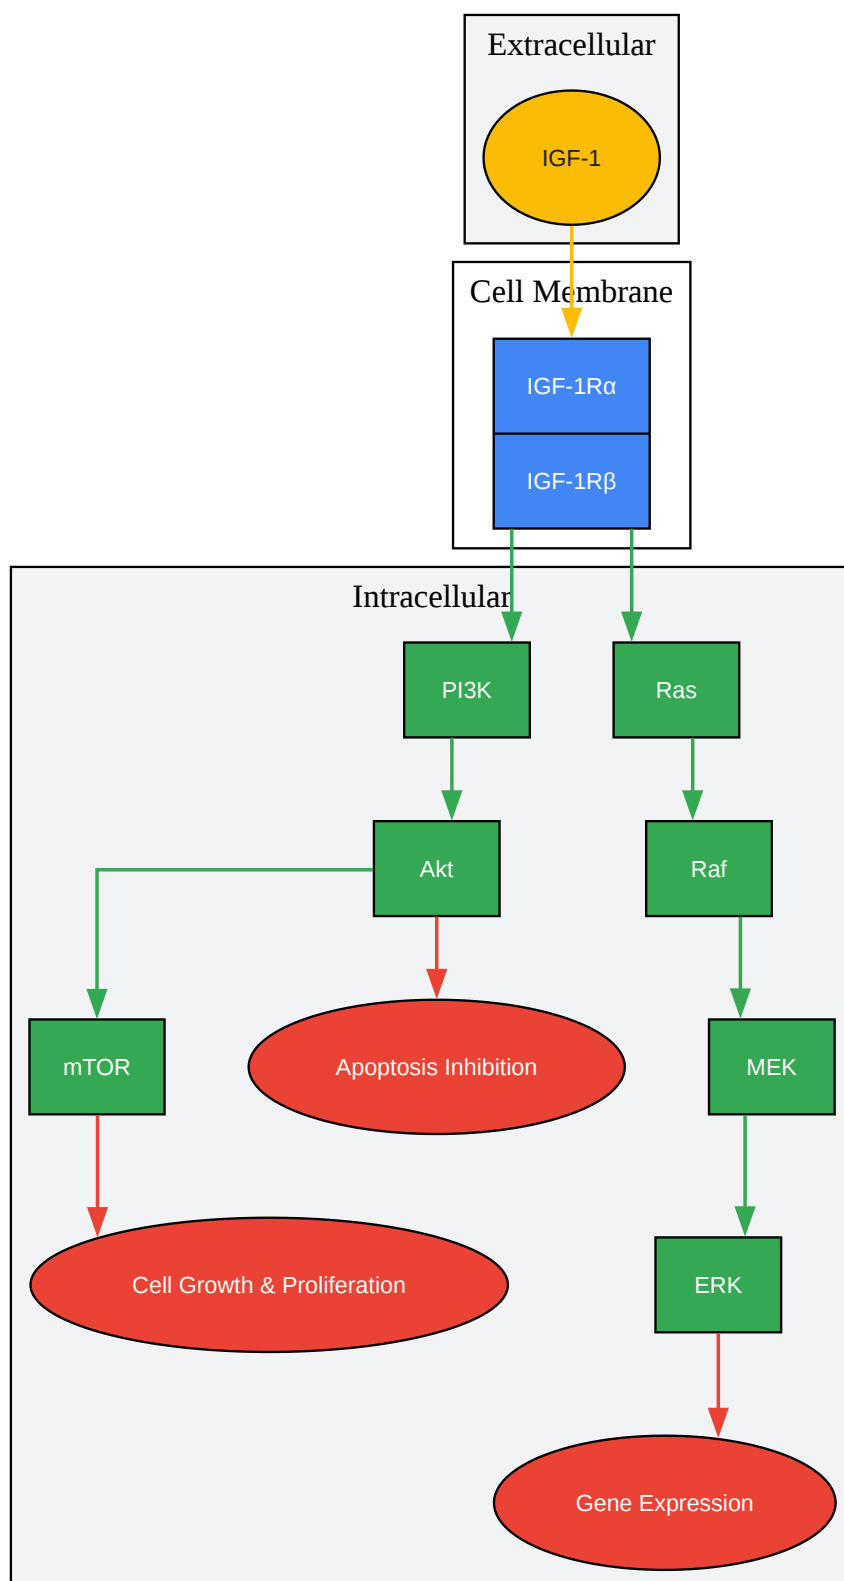 Extracellular
IGF-1
Cell Membrane
IGF-1Rα
IGF-1Rβ
Intracellular
PI3K
Ras
Akt
Raf
mTOR
Apoptosis Inhibition
MEK
Cell Growth & Proliferation
ERK
Gene Expression